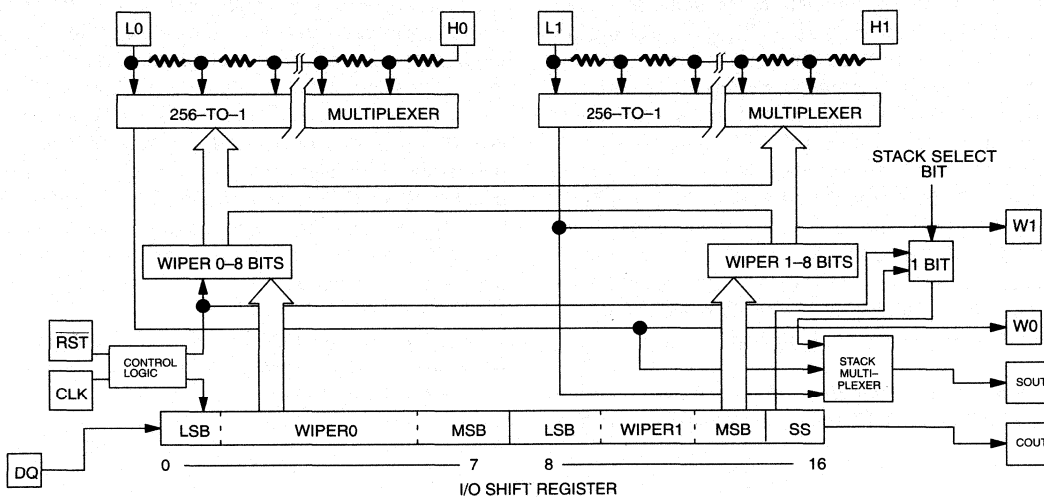 L0 H0 L1 H1
256–TO–1 MULTIPLEXER 256–TO–1 MULTIPLEXER
STACK SELECT
BIT
W1
WIPER 0–8 BITS WIPER 1–8 BITS 1 BIT
RST
W0
CONTROL
LOGIC
STACK
MULTI–
PLEXER
SOUT
CLK
LSB WIPER0 MSB LSB WIPER1 MSB SS
COUT
DQ
0 7 8 16
I/O SHIFT REGISTER